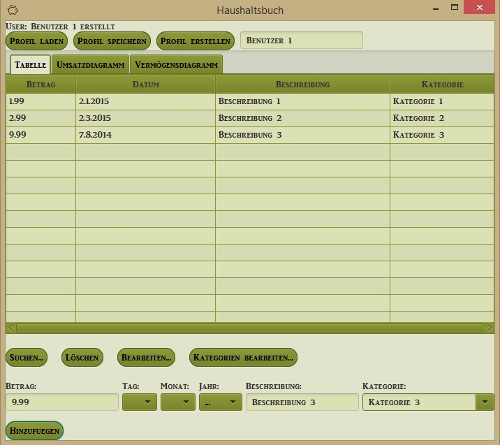 Haushaltsbuch
User: Benutzer 1 erstellt
Profil laden Profil speichern Profil erstellen Benutzer 1
Tabelle Umsatzdiagramm Vermögensdiagramm
Betrag Datum Beschreibung Kategorie
1.99 2.1.2015 Beschreibung 1 Kategorie 1
2.99 2.3.2015 Beschreibung 2 Kategorie 2
9.99 7.8.2014 Beschreibung 3 Kategorie 3
Suchen... Löschen Bearbeiten... Kategorien bearbeiten...
Betrag: Tag: Monat: Jahr: Beschreibung: Kategorie:
9.99 ... Beschreibung 3 Kategorie 3
Hinzufuegen